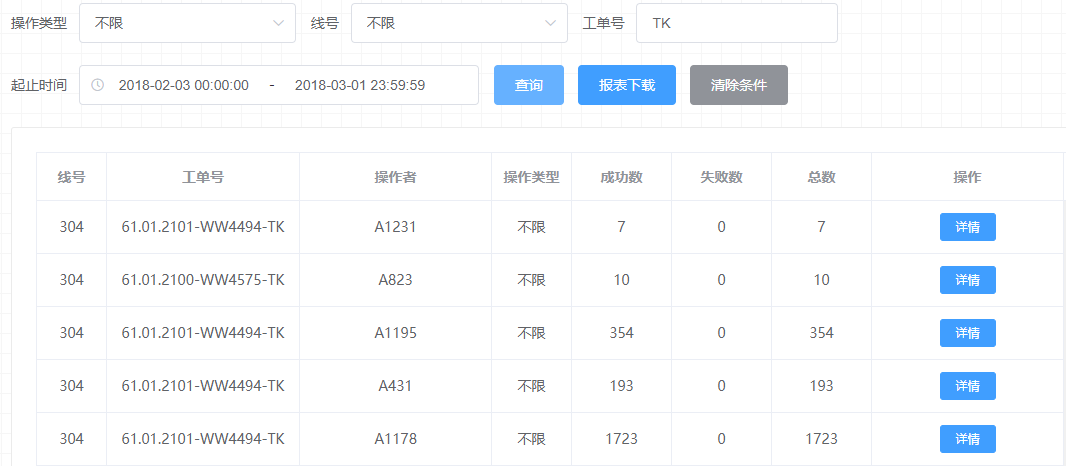 操作类型 不限 线号 不限 工单号 TK
起止时间 2018-02-03 00:00:00 - 2018-03-01 23:59:59 查询 报表下载 清除条件
线号 工单号 操作者 操作类型 成功数 失败数 总数 操作
304 61.01.2101-WW4494-TK A1231 不限 7 0 7 详情
304 61.01.2100-WW4575-TK A823 不限 10 0 10 详情
304 61.01.2101-WW4494-TK A1195 不限 354 0 354 详情
304 61.01.2101-WW4494-TK A431 不限 193 0 193 详情
304 61.01.2101-WW4494-TK A1178 不限 1723 0 1723 详情